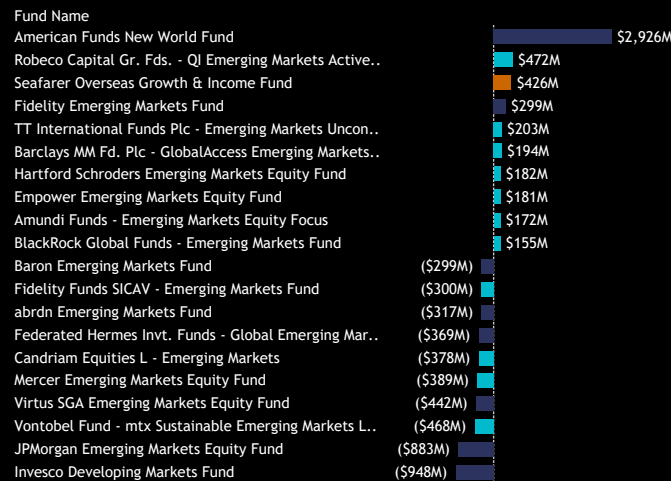 Fund Name
American Funds New World Fund $2,926M
Robeco Capital Gr. Fds. - QI Emerging Markets Active.. $472M
Seafarer Overseas Growth & Income Fund $426M
Fidelity Emerging Markets Fund $299M
TT International Funds Plc - Emerging Markets Uncon.. $203M
Barclays MM Fd. Plc - GlobalAccess Emerging Markets.. $194M
Hartford Schroders Emerging Markets Equity Fund $182M
Empower Emerging Markets Equity Fund $181M
Amundi Funds - Emerging Markets Equity Focus $172M
BlackRock Global Funds - Emerging Markets Fund $155M
Baron Emerging Markets Fund ($299M)
Fidelity Funds SICAV - Emerging Markets Fund ($300M)
abrdn Emerging Markets Fund ($317M)
Federated Hermes Invt. Funds - Global Emerging Mar.. ($369M)
Candriam Equities L - Emerging Markets ($378M)
Mercer Emerging Markets Equity Fund ($389M)
Virtus SGA Emerging Markets Equity Fund ($442M)
Vontobel Fund - mtx Sustainable Emerging Markets L.. ($468M)
JPMorgan Emerging Markets Equity Fund ($883M)
Invesco Developing Markets Fund ($948M)